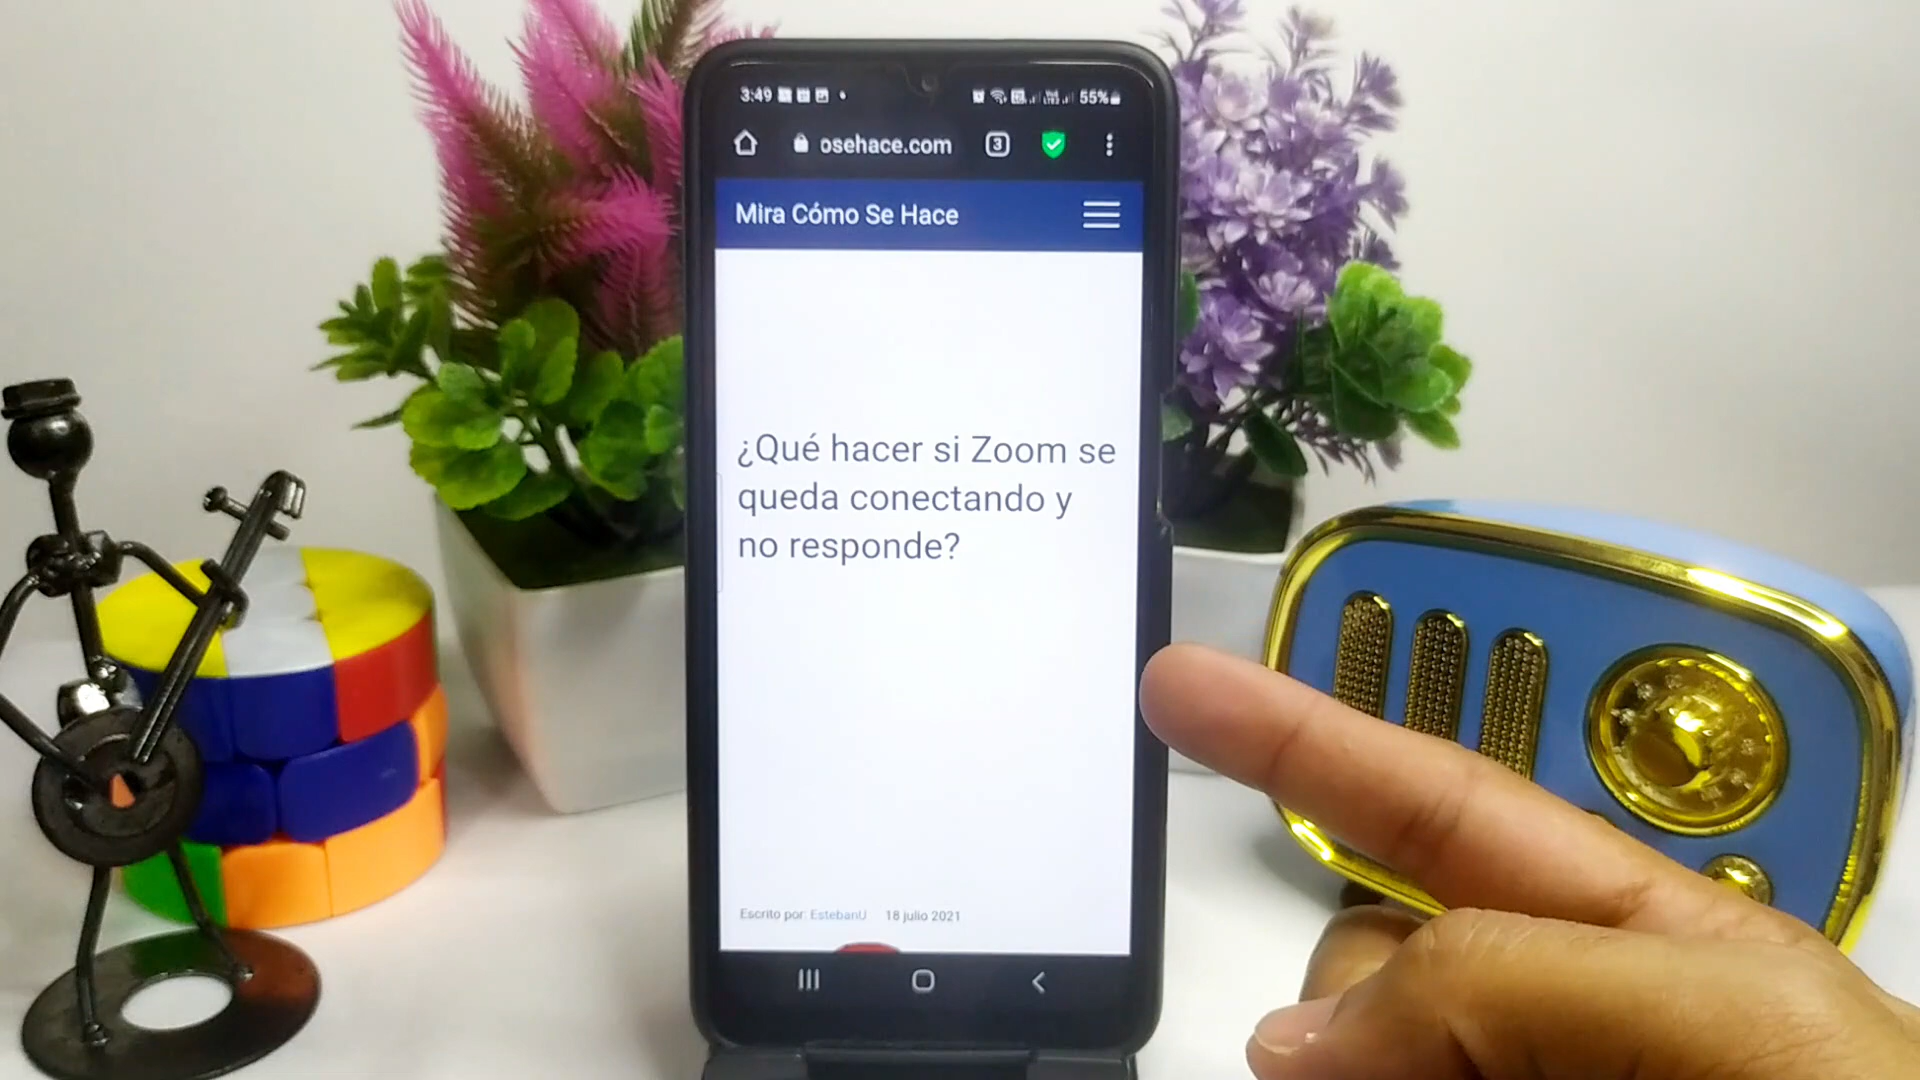 3:49
55%
osehace.com
3
Mira Cómo Se Hace
¿Qué hacer si Zoom se
queda conectando y
no responde?
Escrito por: EstebanU 18 julio 2021